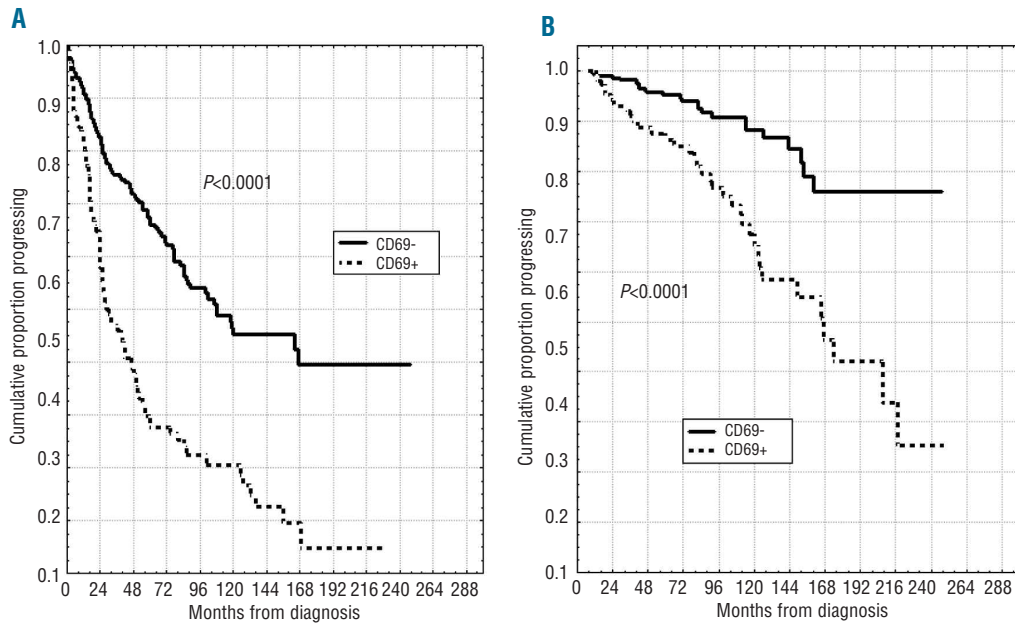 A
Cumulative proportion progressing
1.0
0.9
0.8
0.7
0.6
0.5
0.4
0.3
0.2
0.1
P<0.0001
CD69-
CD69+
0 24 48 72 96 120 144 168 192 216 240 264 288
Months from diagnosis
B
Cumulative proportion progressing
1.0
0.9
0.8
0.7
0.6
0.5
0.4
0.3
0.2
0.1
P<0.0001
CD69-
CD69+
0 24 48 72 96 120 144 168 192 216 240 264 288
Months from diagnosis